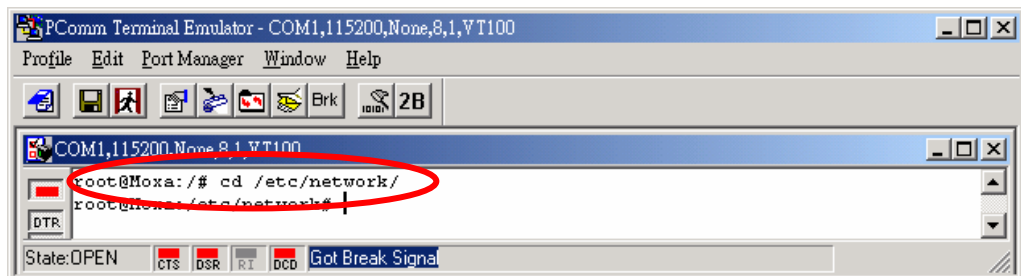 PComm Terminal Emulator - COM1,115200,None,8,1,VT100
Profile Edit Port Manager Window Help
Brk 2B
COM1,115200,None,8,1,VT100
root@Moxa:/# cd /etc/network/
root@Moxa:/etc/network#
DTR
State:OPEN CTS DSR RI DCD Got Break Signal